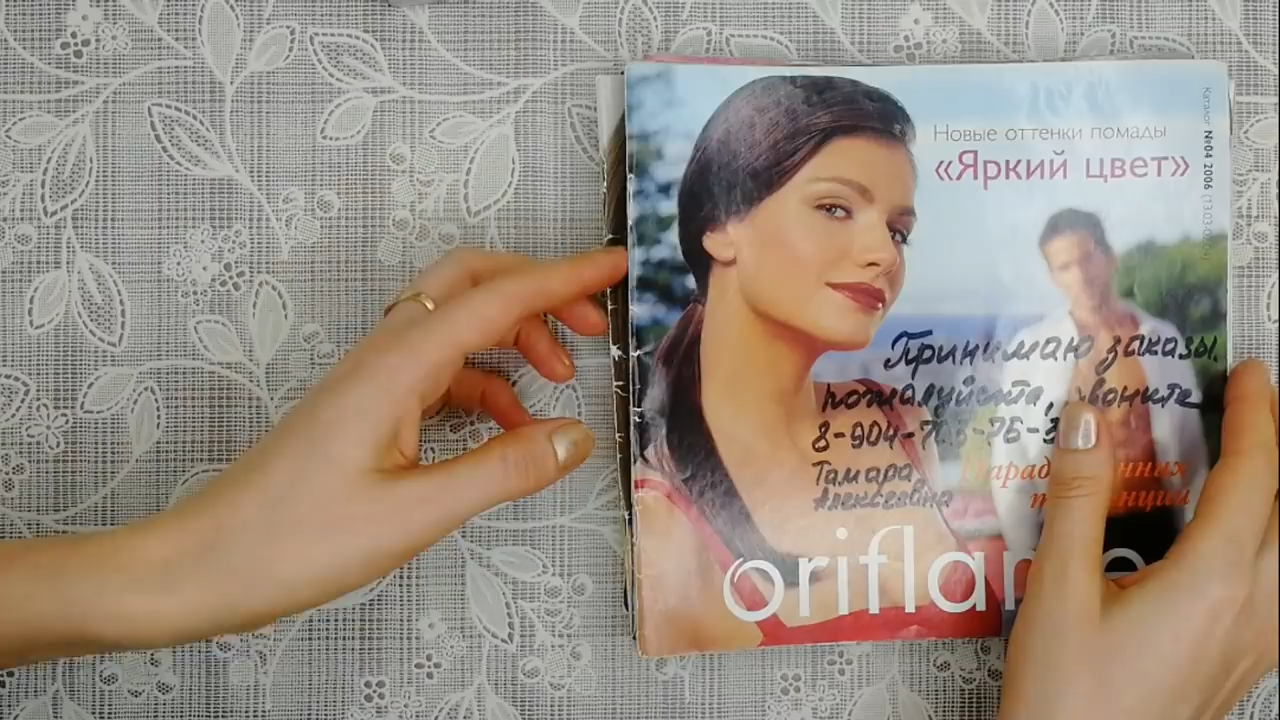 Новые оттенки помады
«Яркий цвет»
Каталог №04 2006
Принимаю заказы.
пожалуйста, звоните
8-904-
Тамара
Алексеевна
oriflame